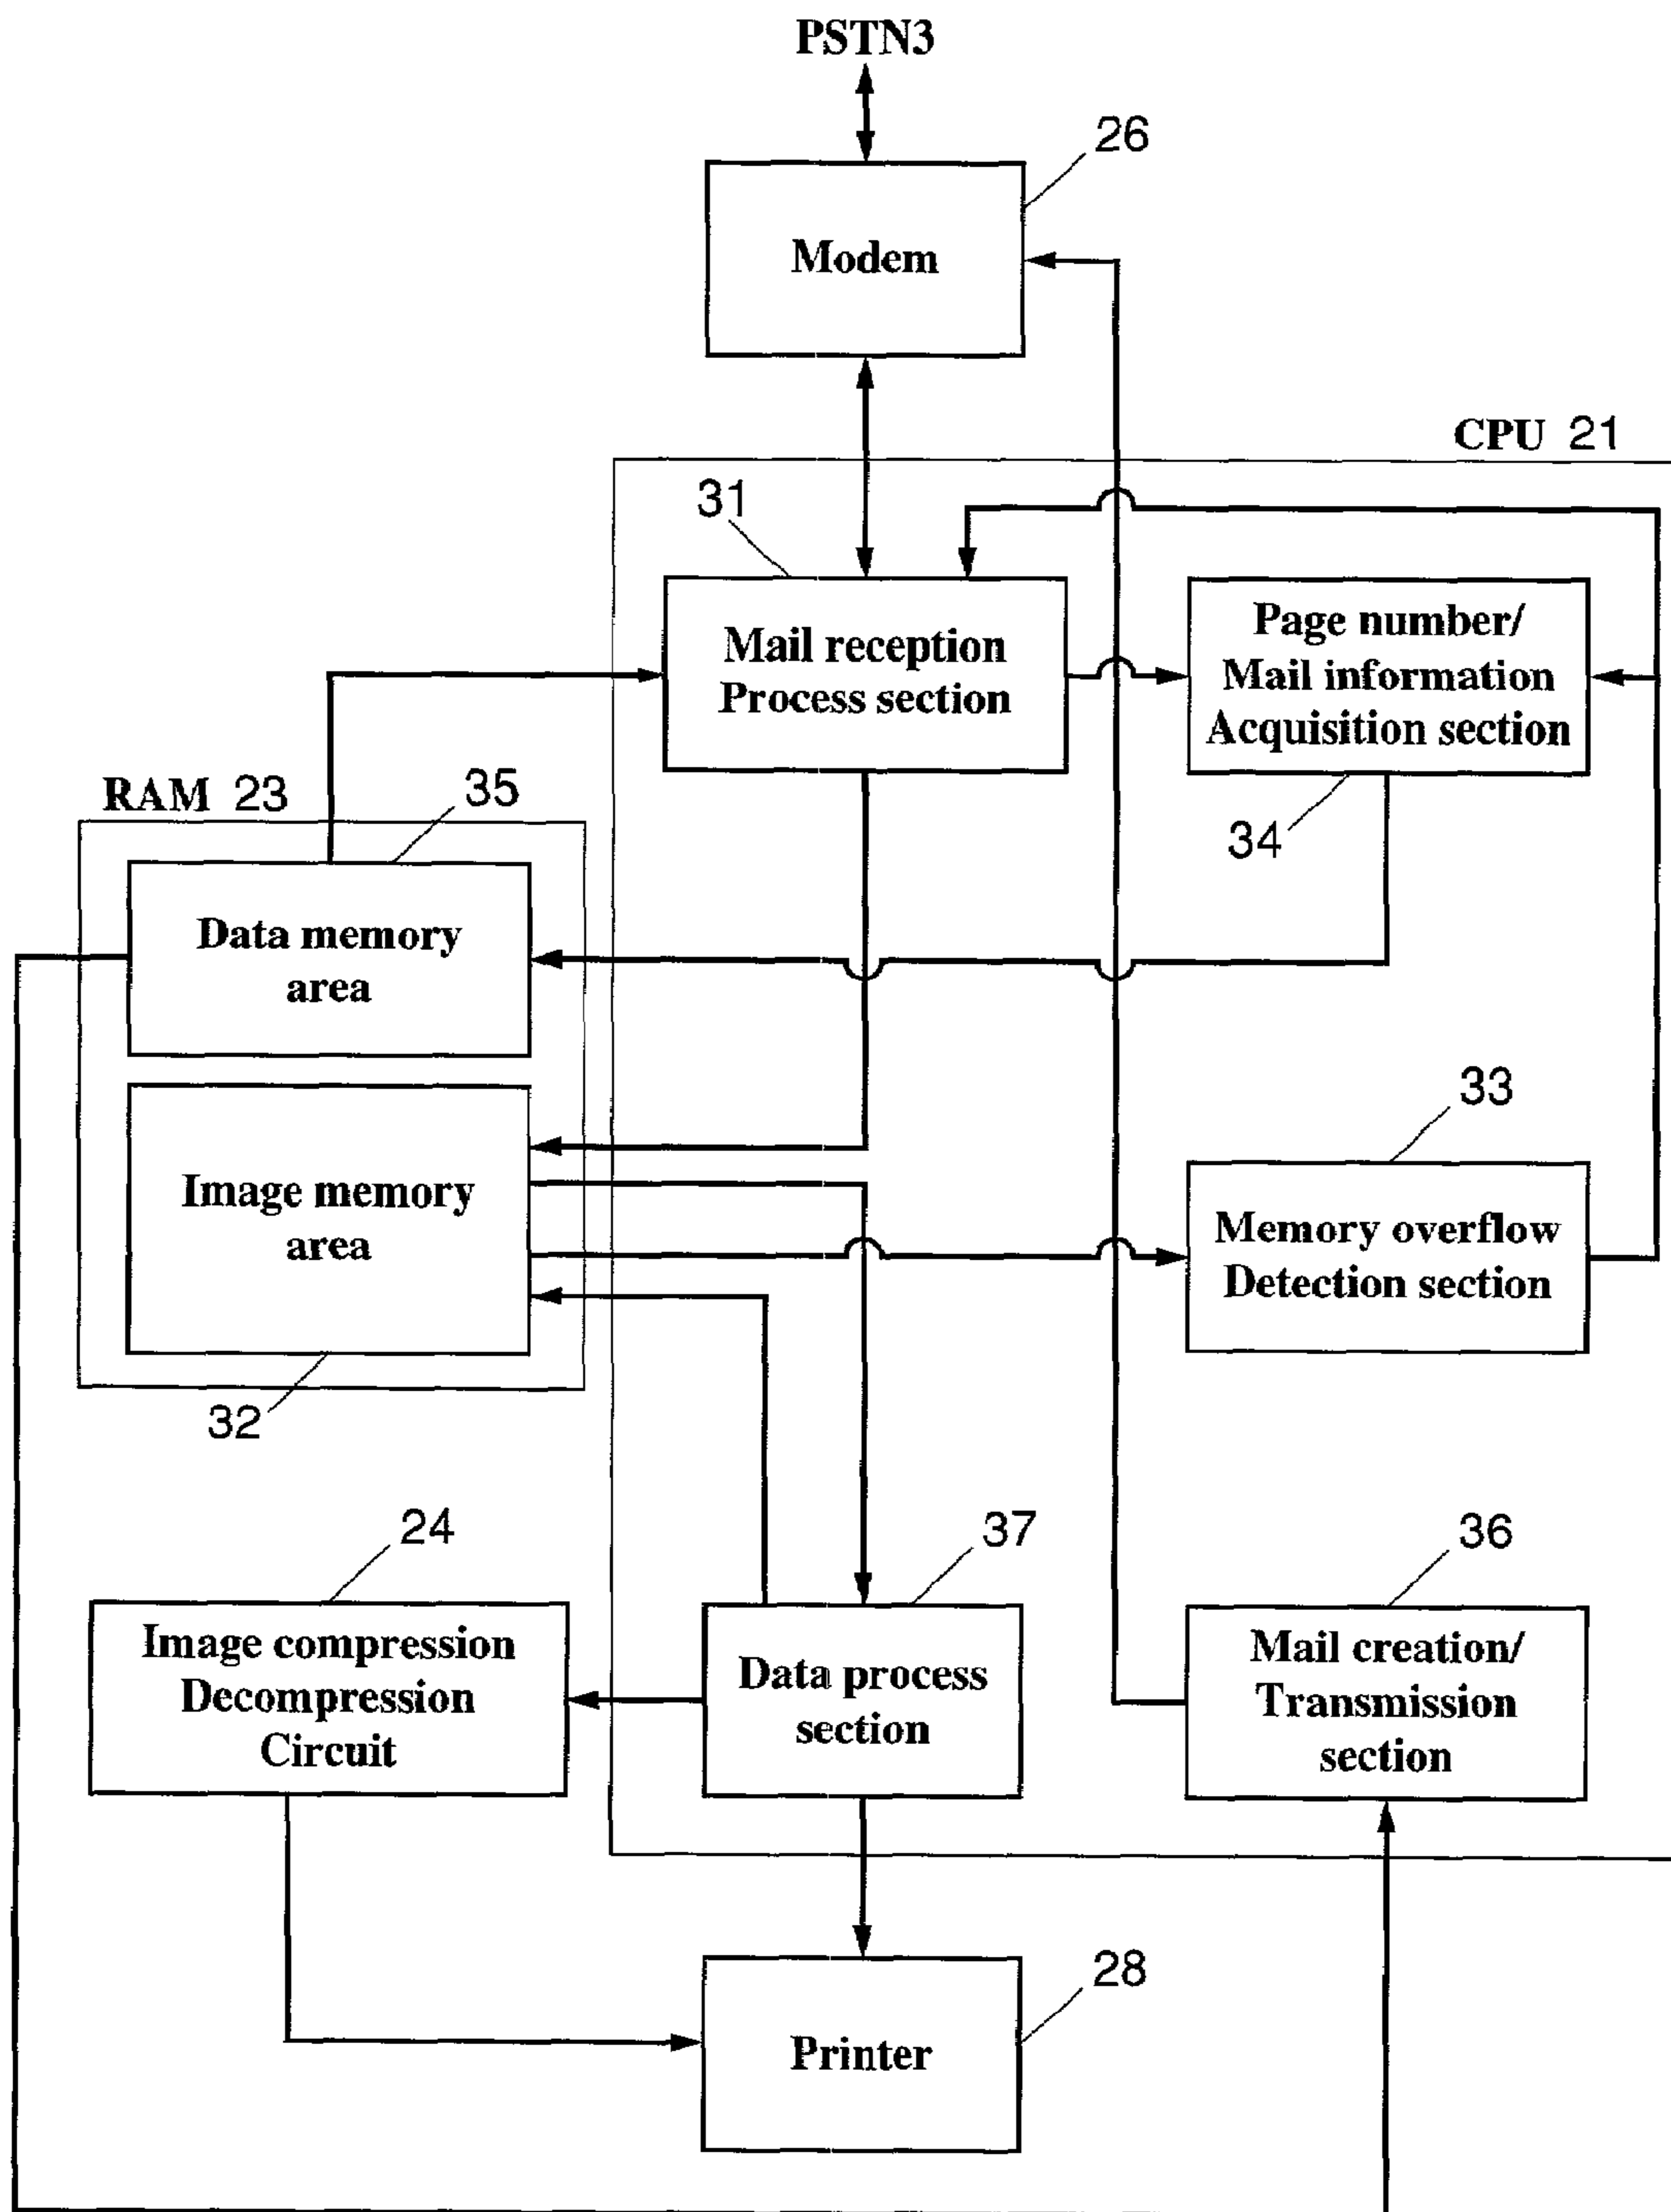 PSTN3
26
Modem
CPU 21
31
Mail reception
Process section
Page number/
Mail information
Acquisition section
34
RAM 23
35
Data memory
area
33
Image memory
area
Memory overflow
Detection section
32
24
37
36
Image compression
Decompression
Circuit
Data process
section
Mail creation/
Transmission
section
28
Printer